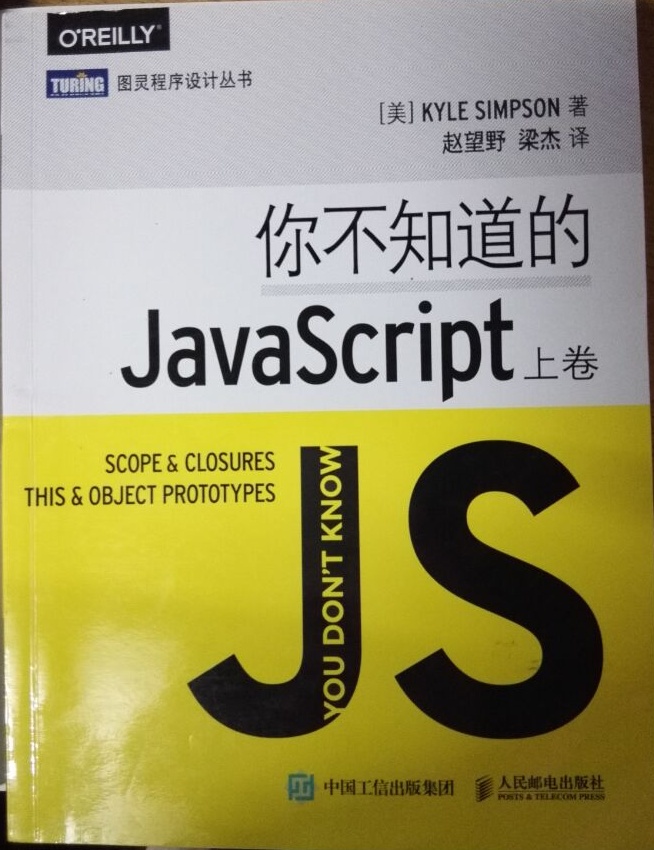 O'REILLY®
TURING 图灵程序设计丛书
[美] KYLE SIMPSON 著
赵望野 梁杰 译
你不知道的
JavaScript 上卷
SCOPE & CLOSURES
THIS & OBJECT PROTOTYPES
JS
YOU DON'T KNOW
中国工信出版集团
人民邮电出版社
POSTS & TELECOM PRESS